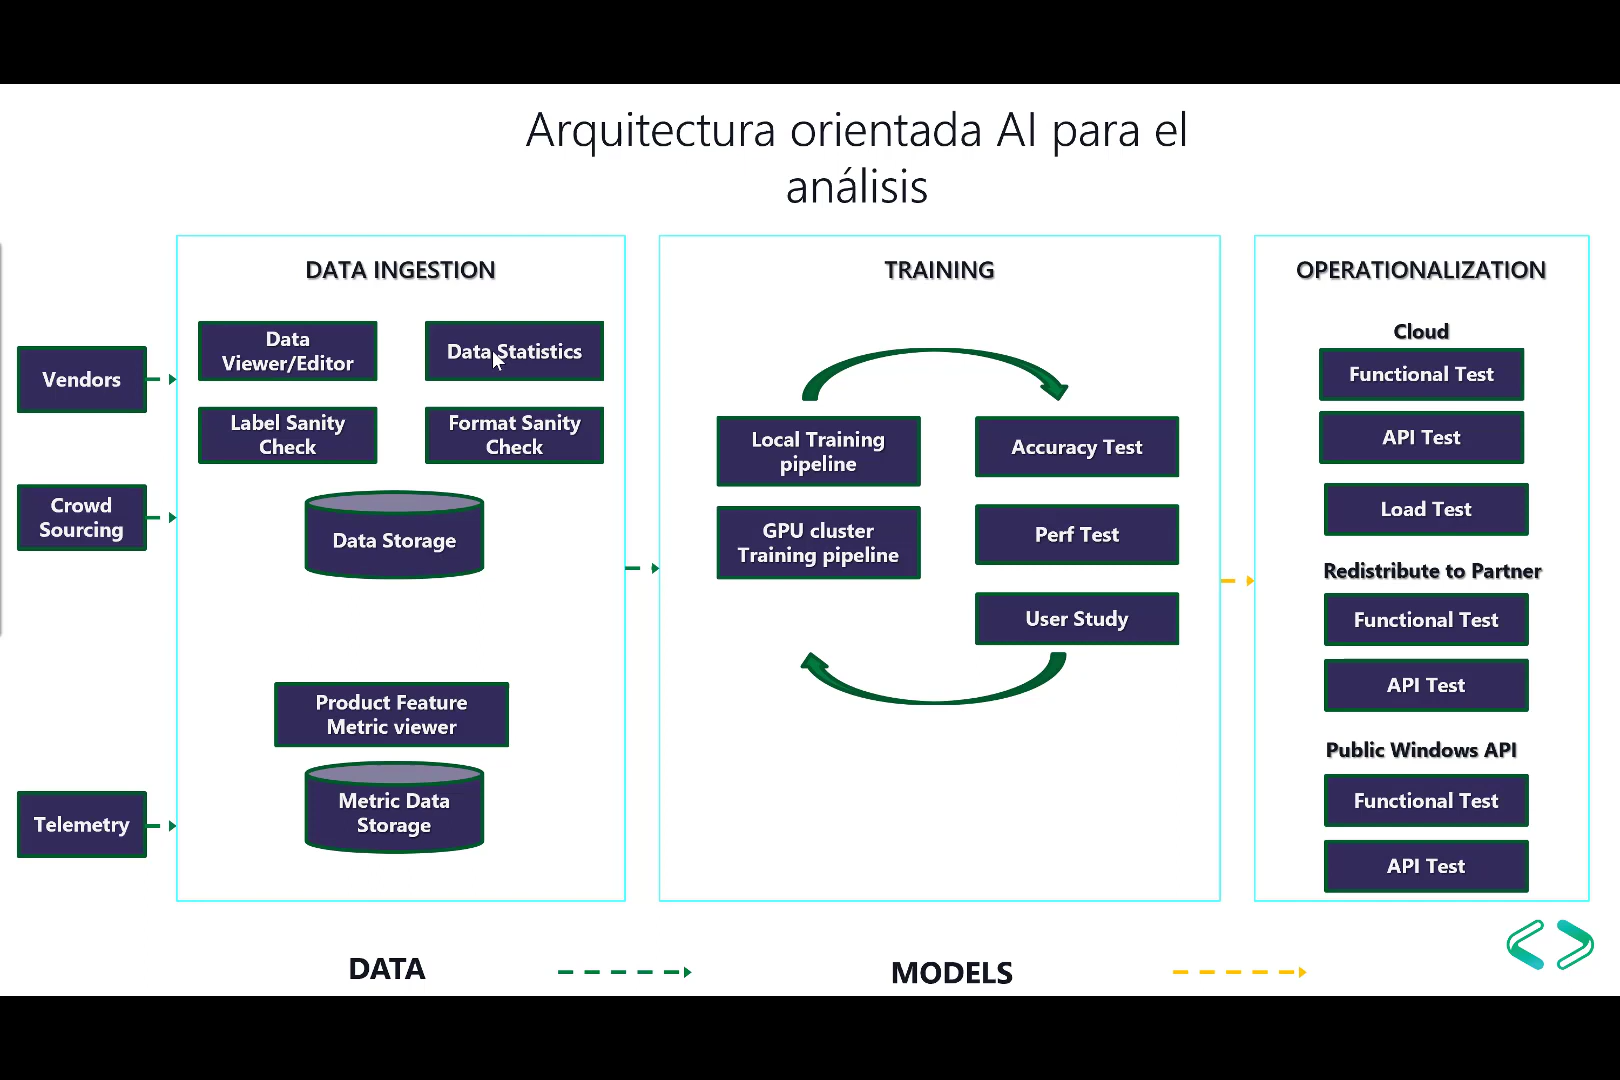 Arquitectura orientada AI para el
análisis
Vendors
Crowd
Sourcing
Telemetry
DATA INGESTION
Data
Viewer/Editor
Data Statistics
Label Sanity
Check
Format Sanity
Check
Data Storage
Product Feature
Metric viewer
Metric Data
Storage
TRAINING
Local Training
pipeline
GPU cluster
Training pipeline
Accuracy Test
Perf Test
User Study
OPERATIONALIZATION
Cloud
Functional Test
API Test
Load Test
Redistribute to Partner
Functional Test
API Test
Public Windows API
Functional Test
API Test
DATA
MODELS